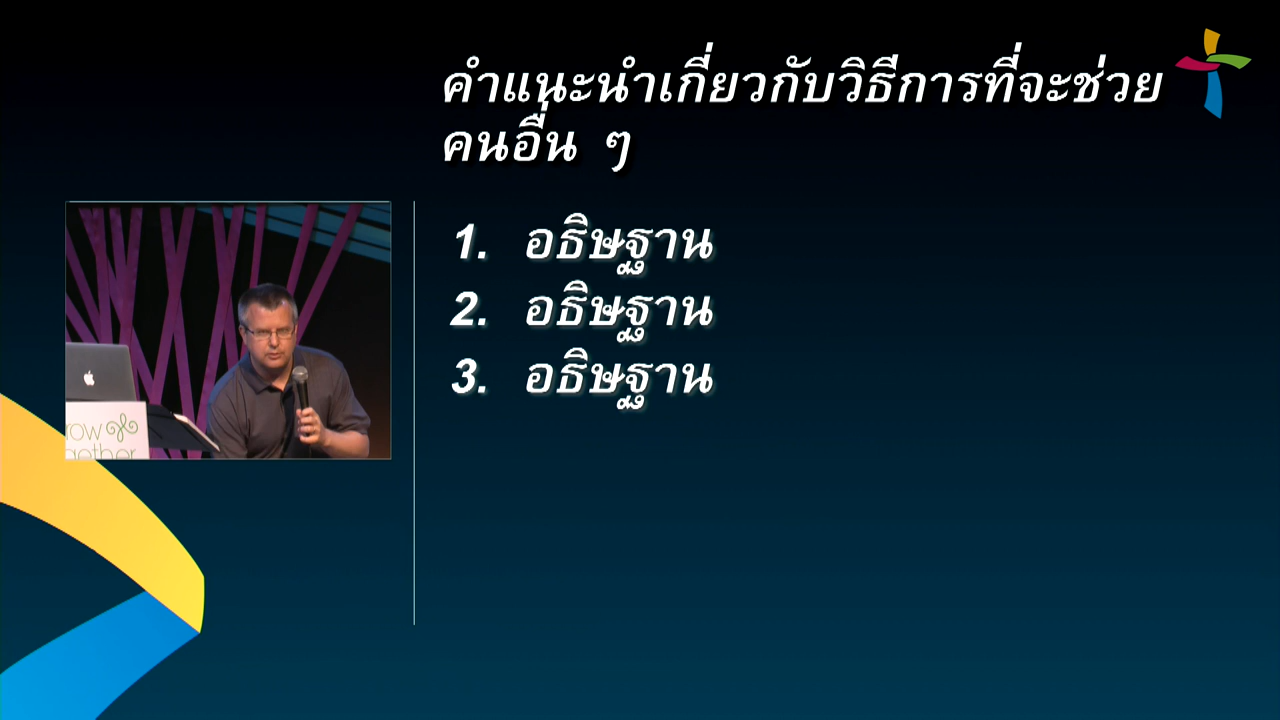 คำแนะนำเกี่ยวกับวิธีการที่จะช่วย
คนอื่น ๆ
1. อธิษฐาน
2. อธิษฐาน
3. อธิษฐาน
row
gether